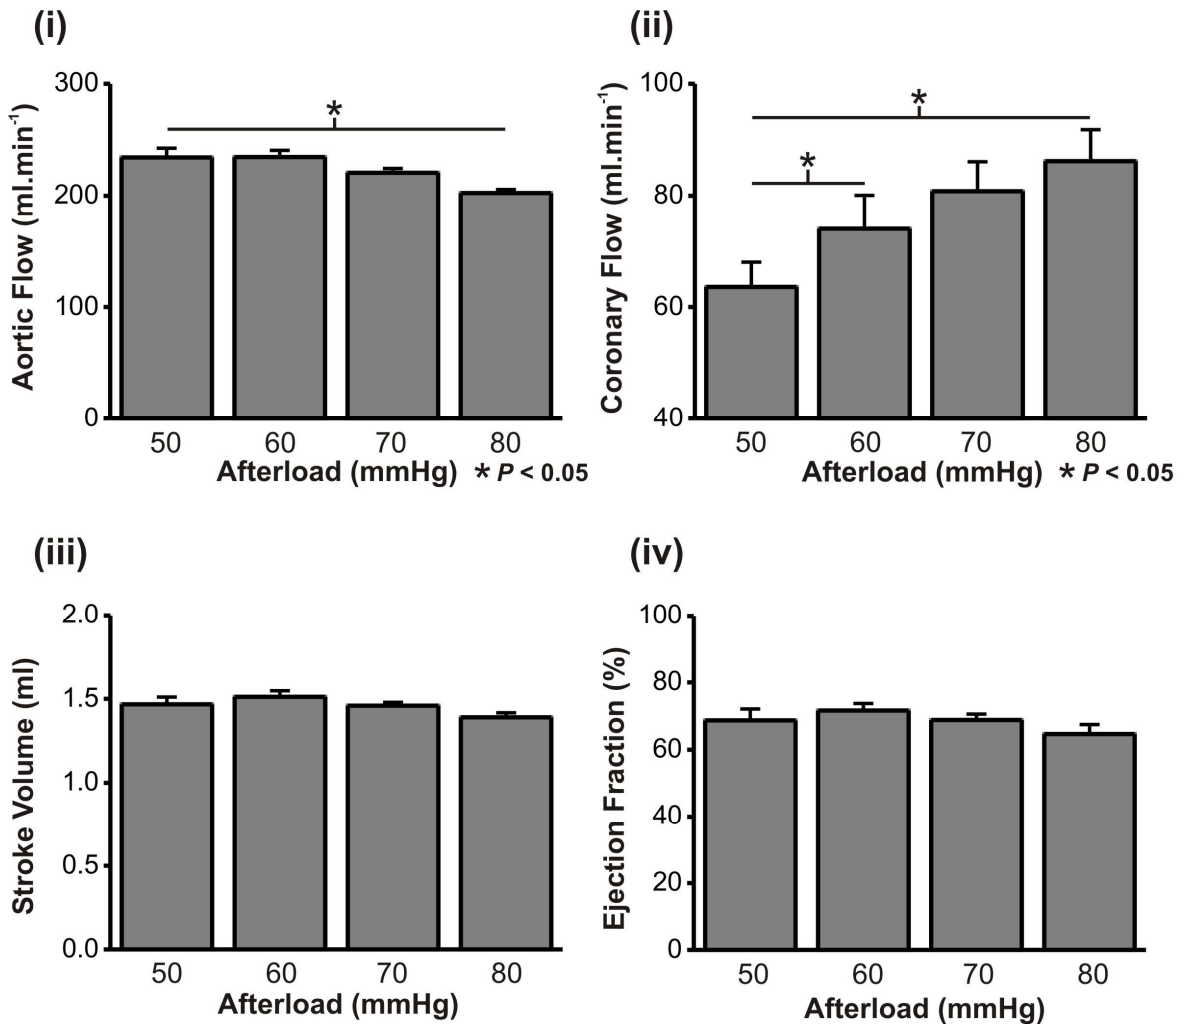 (i)
300
200
100
0
Aortic Flow (ml.min⁻¹)
*
50 60 70 80
Afterload (mmHg) * P < 0.05
(ii)
100
80
60
40
Coronary Flow (ml.min⁻¹)
*
*
50 60 70 80
Afterload (mmHg) * P < 0.05
(iii)
2.0
1.5
1.0
0.5
0.0
Stroke Volume (ml)
50 60 70 80
Afterload (mmHg)
(iv)
100
80
60
40
20
0
Ejection Fraction (%)
50 60 70 80
Afterload (mmHg)